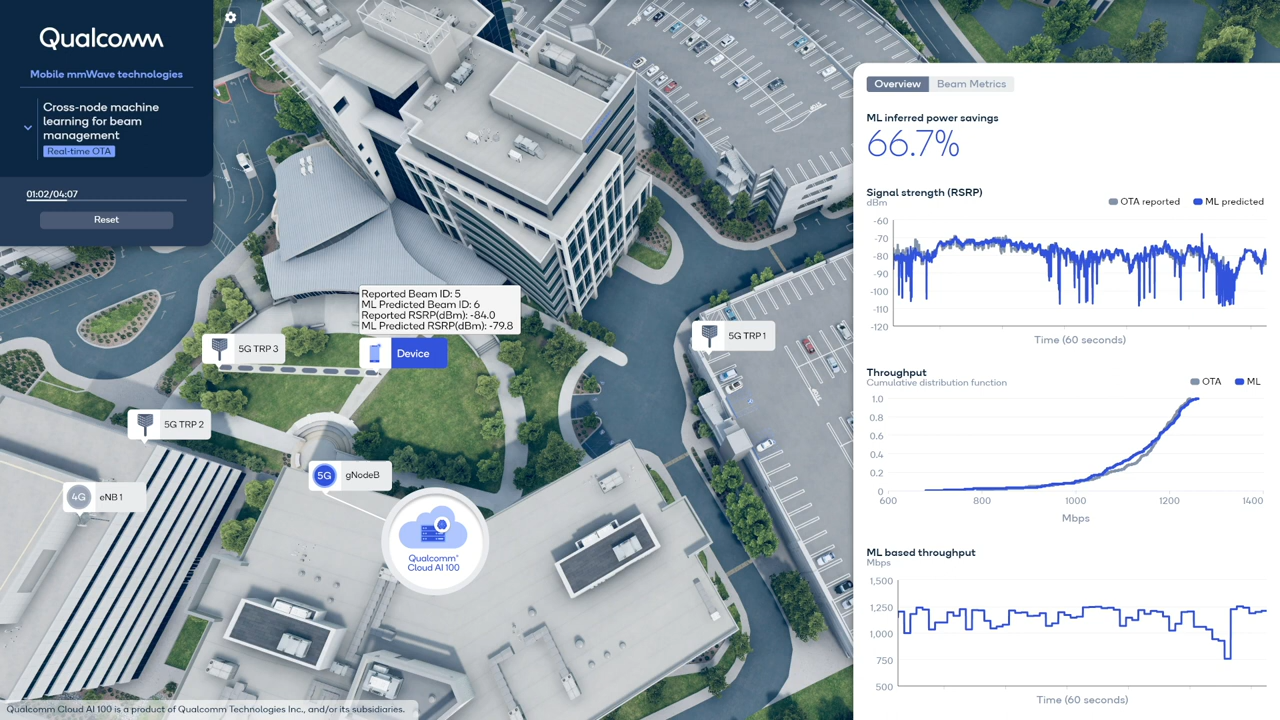 Qualcomm
Mobile mmWave technologies
Cross-node machine
learning for beam
management
Real-time OTA
01:02/04:07
Reset
Reported Beam ID: 5
ML Predicted Beam ID: 6
Reported RSRP(dBm): -84.0
ML Predicted RSRP(dBm): -79.8
Device
5G TRP 3
5G TRP 1
5G TRP 2
5G
gNodeB
4G
eNB 1
Qualcomm®
Cloud AI 100
Qualcomm Cloud AI 100 is a product of Qualcomm Technologies Inc., and/or its subsidiaries.
Overview
Beam Metrics
ML inferred power savings
66.7%
Signal strength (RSRP)
dBm
OTA reported
ML predicted
-60
-70
-80
-90
-100
-110
-120
Time (60 seconds)
Throughput
Cumulative distribution function
OTA
ML
1.0
0.8
0.6
0.4
0.2
0
600 800 1000 1200 1400
Mbps
ML based throughput
Mbps
1,500
1,250
1,000
750
500
Time (60 seconds)